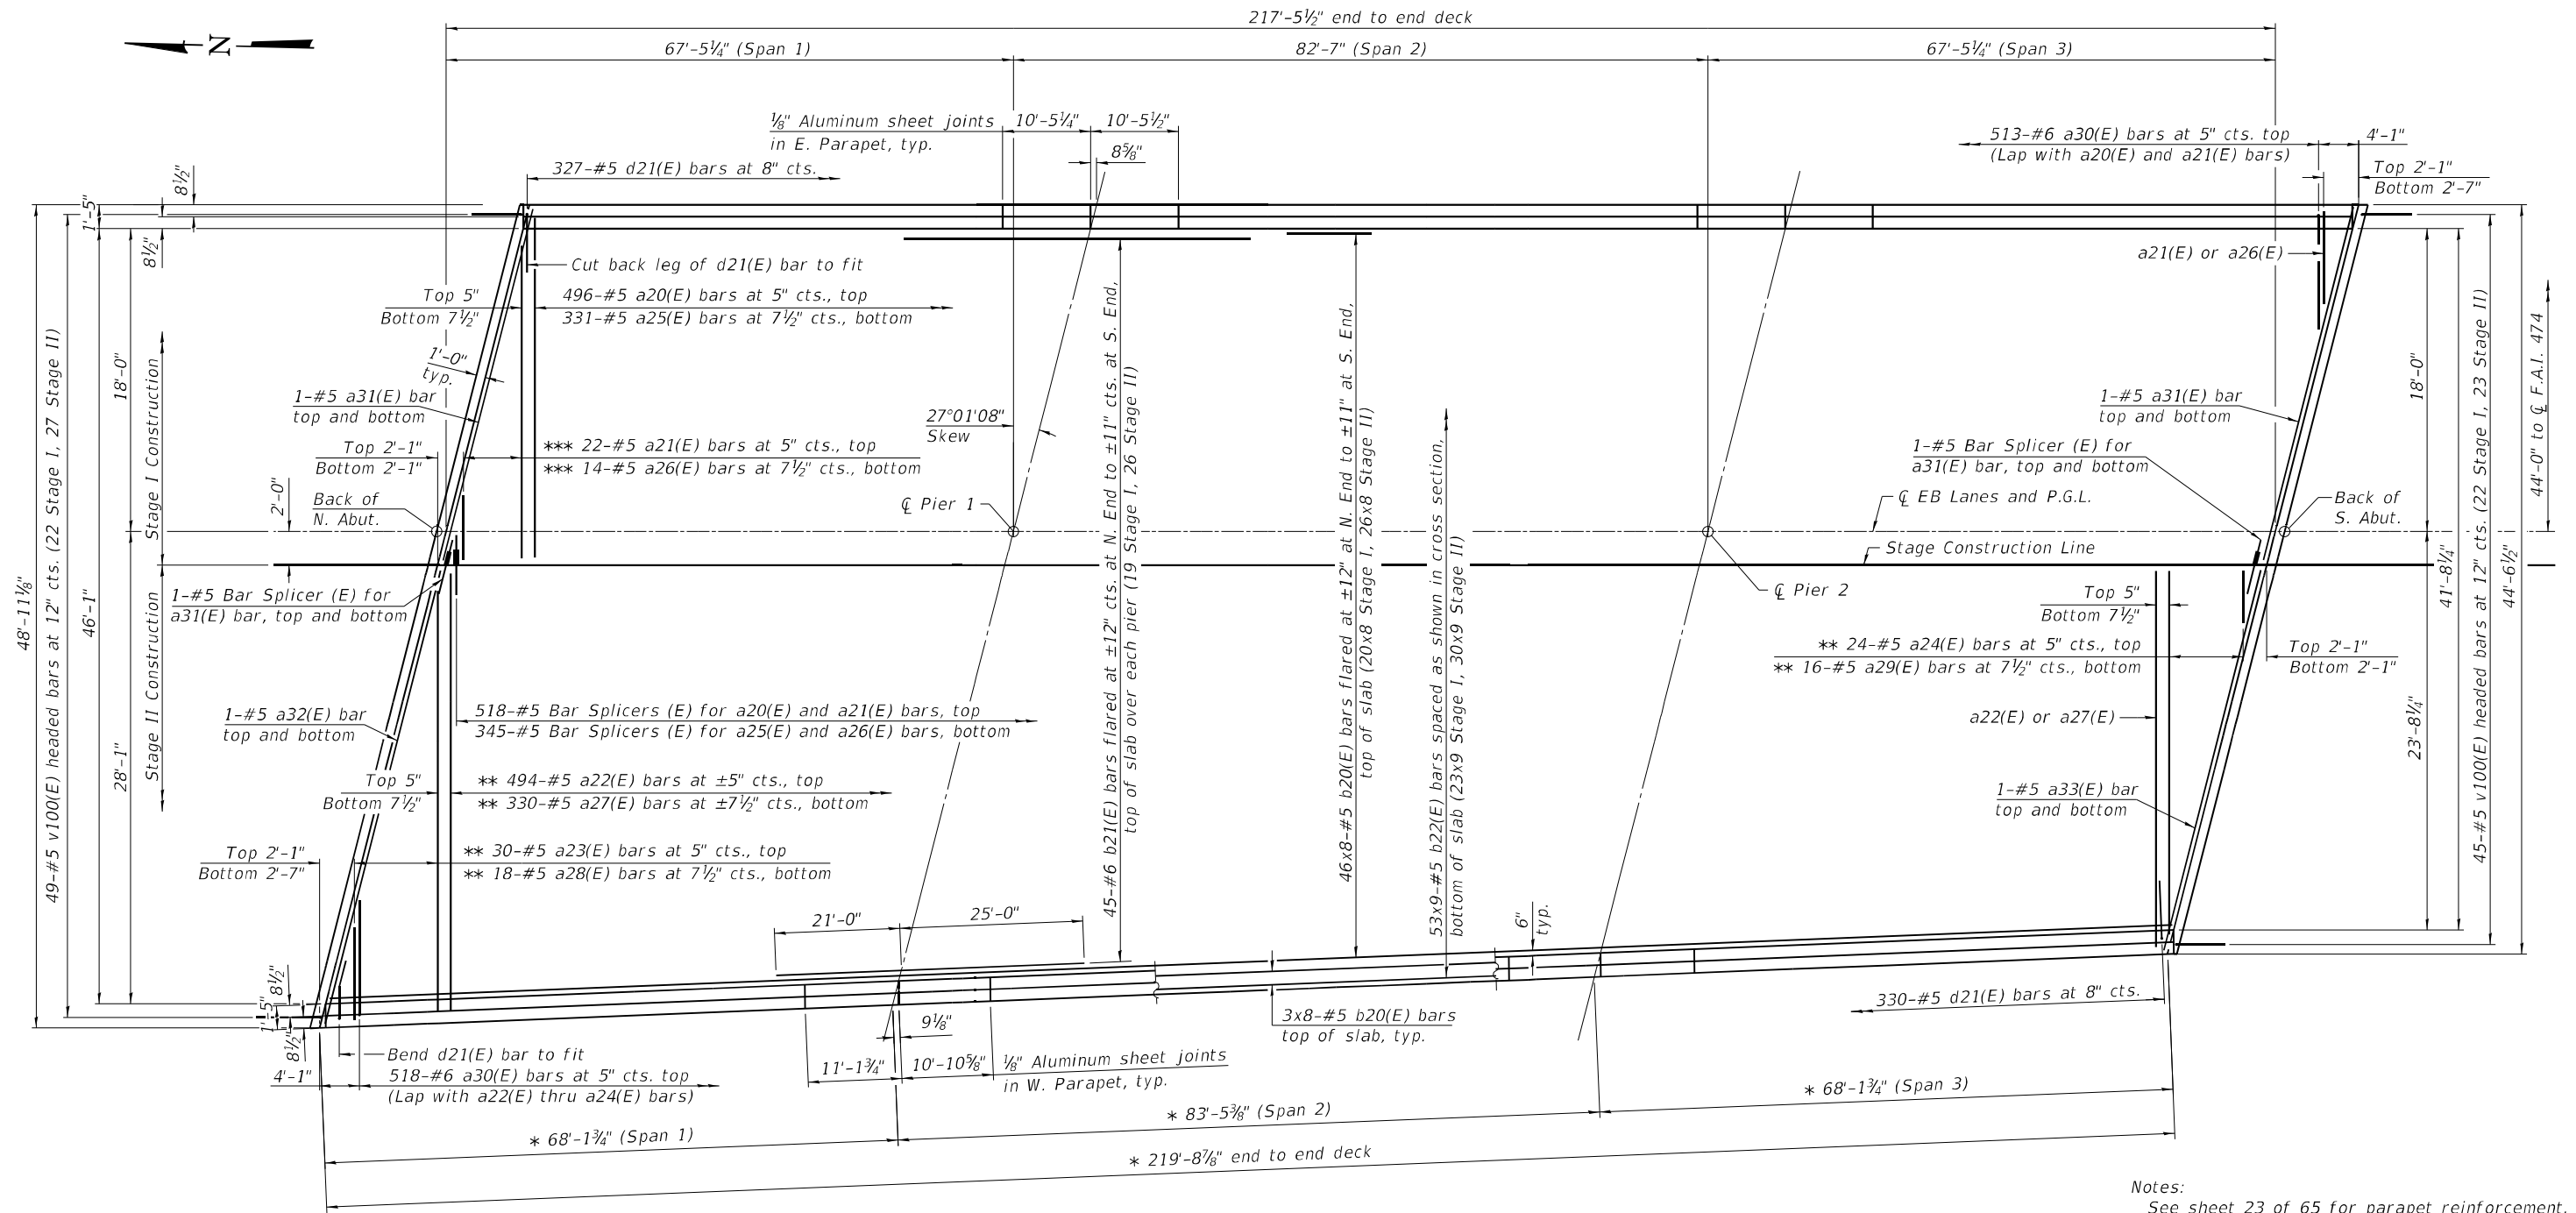 217'-5½" end to end deck
N
67'-5¼" (Span 1)
82'-7" (Span 2)
67'-5¼" (Span 3)
⅛" Aluminum sheet joints
in E. Parapet, typ.
10'-5¼"
10'-5½"
8⅝"
513-#6 a30(E) bars at 5" cts. top
(Lap with a20(E) and a21(E) bars)
4'-1"
Top 2'-1"
Bottom 2'-7"
327-#5 d21(E) bars at 8" cts.
8½"
1'-5"
8½"
Cut back leg of d21(E) bar to fit
a21(E) or a26(E)
Top 5"
Bottom 7½"
496-#5 a20(E) bars at 5" cts., top
331-#5 a25(E) bars at 7½" cts., bottom
1'-0"
typ.
1-#5 a31(E) bar
top and bottom
Top 2'-1"
Bottom 2'-1"
*** 22-#5 a21(E) bars at 5" cts., top
*** 14-#5 a26(E) bars at 7½" cts., bottom
27°01'08"
Skew
1-#5 a31(E) bar
top and bottom
1-#5 Bar Splicer (E) for
a31(E) bar, top and bottom
2'-0"
Back of
N. Abut.
℄ Pier 1
℄ EB Lanes and P.G.L.
Back of
S. Abut.
Stage Construction Line
℄ Pier 2
1-#5 Bar Splicer (E) for
a31(E) bar, top and bottom
Top 5"
Bottom 7½"
** 24-#5 a24(E) bars at 5" cts., top
** 16-#5 a29(E) bars at 7½" cts., bottom
Top 2'-1"
Bottom 2'-1"
1-#5 a32(E) bar
top and bottom
518-#5 Bar Splicers (E) for a20(E) and a21(E) bars, top
345-#5 Bar Splicers (E) for a25(E) and a26(E) bars, bottom
a22(E) or a27(E)
Top 5"
Bottom 7½"
** 494-#5 a22(E) bars at ±5" cts., top
** 330-#5 a27(E) bars at ±7½" cts., bottom
1-#5 a33(E) bar
top and bottom
Top 2'-1"
Bottom 2'-7"
** 30-#5 a23(E) bars at 5" cts., top
** 18-#5 a28(E) bars at 7½" cts., bottom
48'-11⅛"
49-#5 v100(E) headed bars at 12" cts. (22 Stage I, 27 Stage II)
46'-1"
18'-0"
28'-1"
Stage I Construction
Stage II Construction
45-#6 b21(E) bars flared at ±12" cts. at N. End to ±11" cts. at S. End,
top of slab over each pier (19 Stage I, 26 Stage II)
46x8-#5 b20(E) bars flared at ±12" at N. End to ±11" at S. End,
top of slab (20x8 Stage I, 26x8 Stage II)
53x9-#5 b22(E) bars spaced as shown in cross section,
bottom of slab (23x9 Stage I, 30x9 Stage II)
18'-0"
23'-8¼"
41'-8¼"
45-#5 v100(E) headed bars at 12" cts. (22 Stage I, 23 Stage II)
44'-6½"
44'-0" to ℄ F.A.I. 474
21'-0"
25'-0"
6"
typ.
8½"
1'-5"
8½"
9⅛"
3x8-#5 b20(E) bars
top of slab, typ.
330-#5 d21(E) bars at 8" cts.
Bend d21(E) bar to fit
4'-1"
518-#6 a30(E) bars at 5" cts. top
(Lap with a22(E) thru a24(E) bars)
11'-1¾"
10'-10⅝"
⅛" Aluminum sheet joints
in W. Parapet, typ.
* 68'-1¾" (Span 1)
* 83'-5⅜" (Span 2)
* 68'-1¾" (Span 3)
* 219'-8⅞" end to end deck
Notes:
See sheet 23 of 65 for parapet reinforcement.